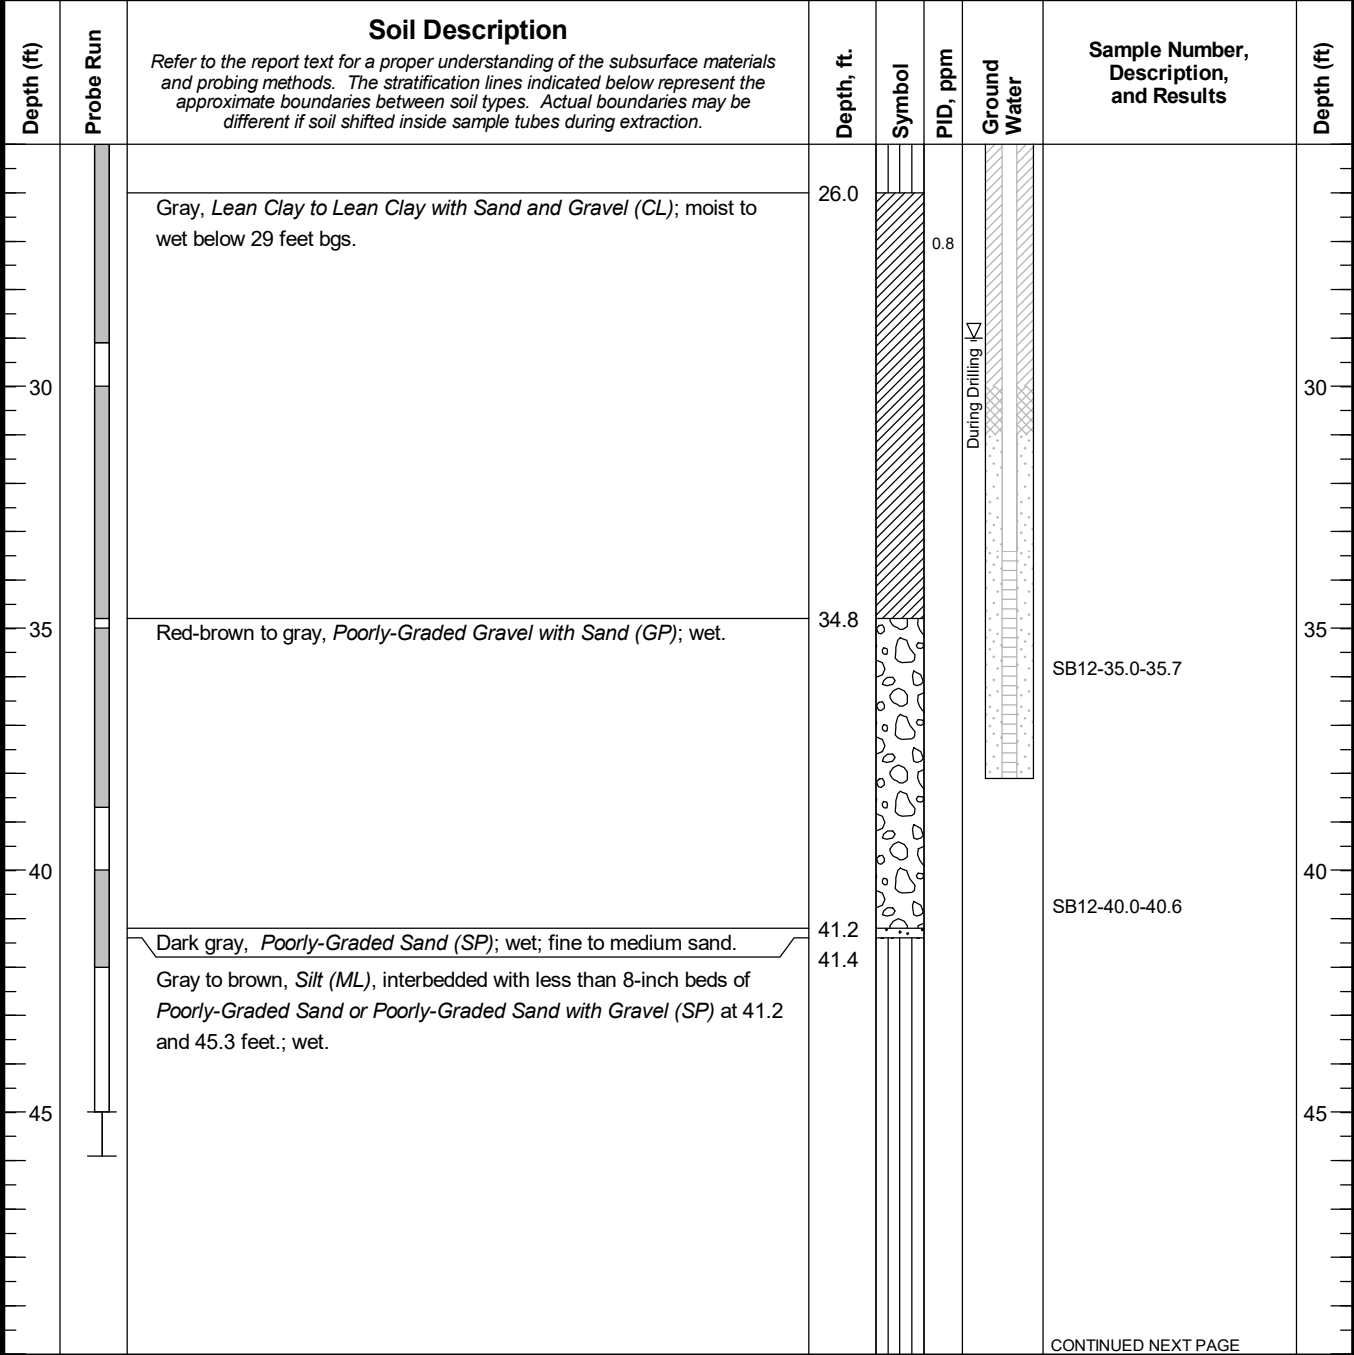 Depth (ft)
Probe Run
Soil Description
Refer to the report text for a proper understanding of the subsurface materials
and probing methods. The stratification lines indicated below represent the
approximate boundaries between soil types. Actual boundaries may be
different if soil shifted inside sample tubes during extraction.
Depth, ft.
Symbol
PID, ppm
Ground
Water
Sample Number,
Description,
and Results
Depth (ft)
26.0
Gray, Lean Clay to Lean Clay with Sand and Gravel (CL); moist to
wet below 29 feet bgs.
0.8
During Drilling
30
30
34.8
35
Red-brown to gray, Poorly-Graded Gravel with Sand (GP); wet.
35
SB12-35.0-35.7
40
40
SB12-40.0-40.6
41.2
Dark gray, Poorly-Graded Sand (SP); wet; fine to medium sand.
41.4
Gray to brown, Silt (ML), interbedded with less than 8-inch beds of
Poorly-Graded Sand or Poorly-Graded Sand with Gravel (SP) at 41.2
and 45.3 feet.; wet.
45
45
CONTINUED NEXT PAGE